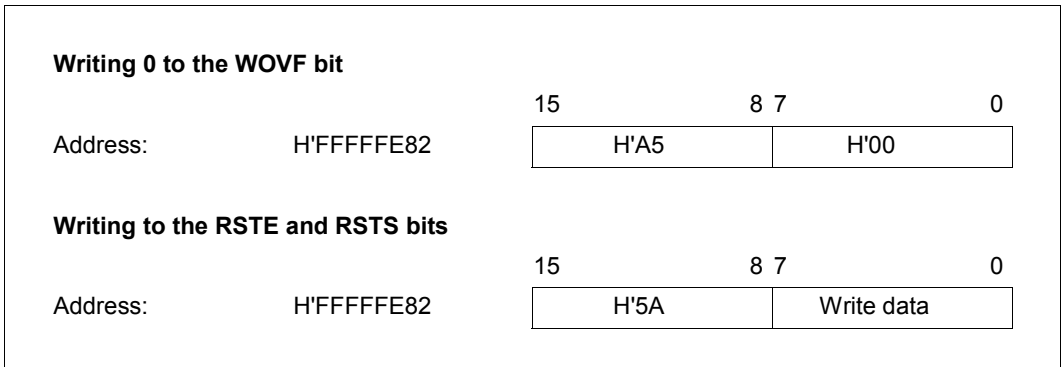 Writing 0 to the WOVF bit
15 8 7 0
Address: H'FFFFFE82 H'A5 H'00
Writing to the RSTE and RSTS bits
15 8 7 0
Address: H'FFFFFE82 H'5A Write data